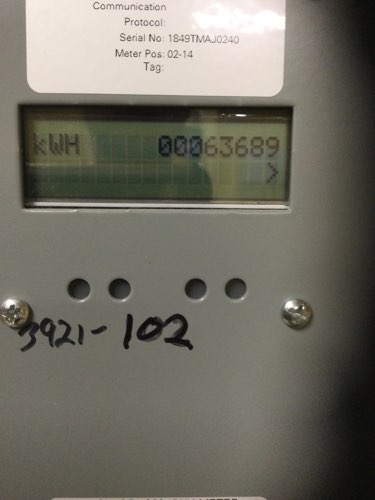 Communication
Protocol:
Serial No: 1849TMAJ0240
Meter Pos: 02-14
Tag:
kWH 00063689
>
3921-102